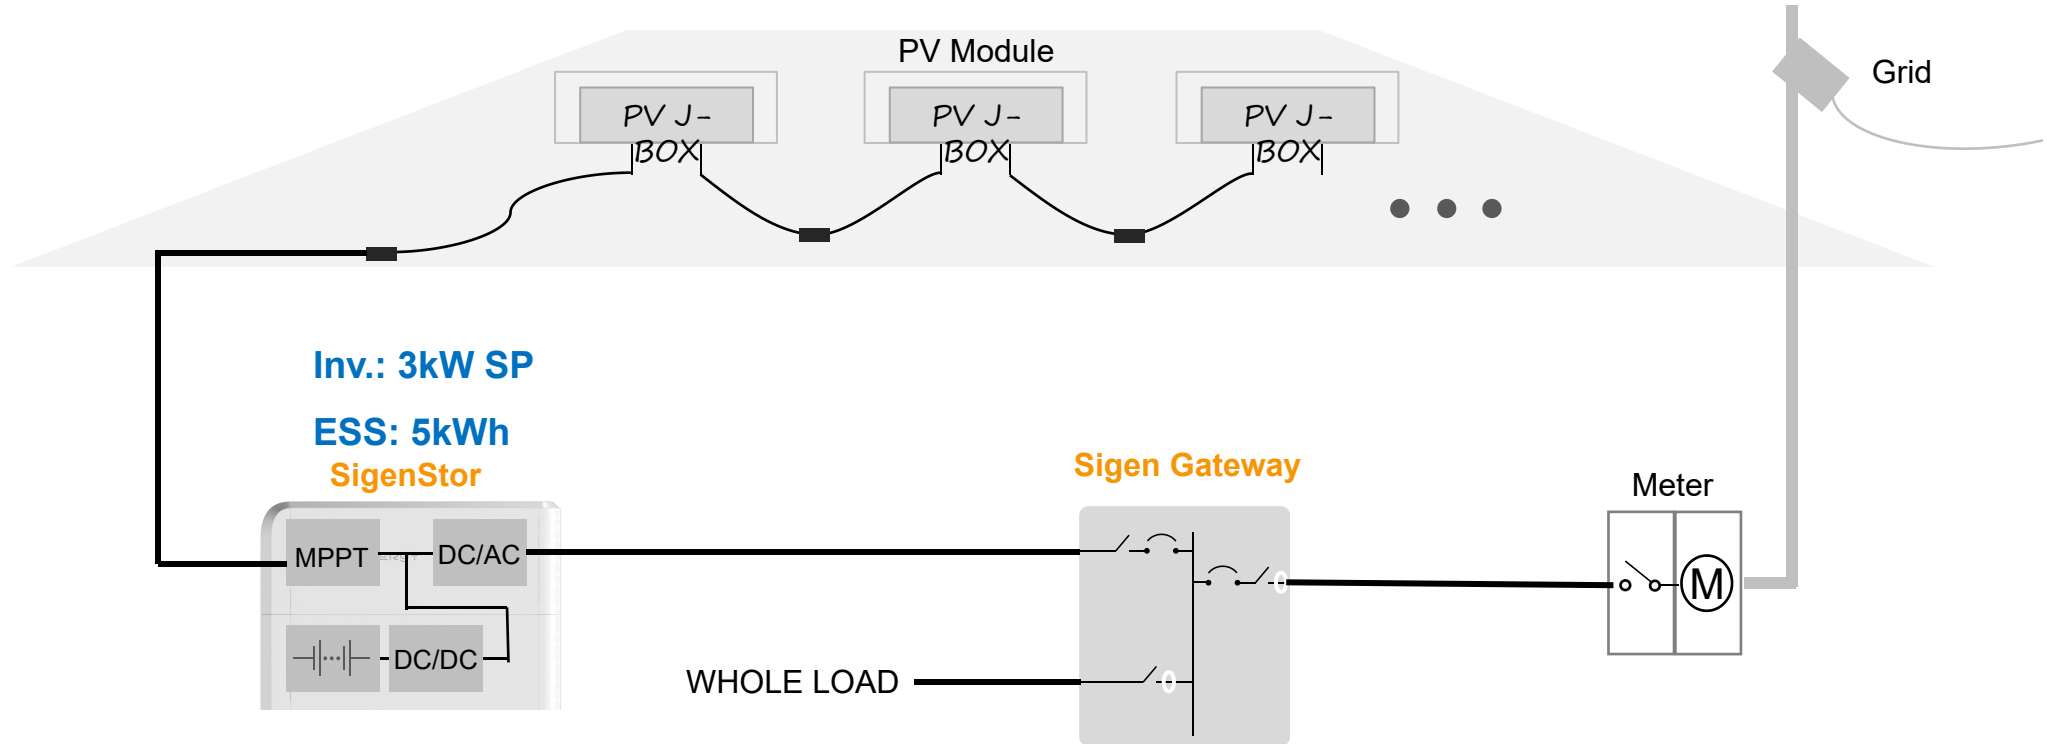 PV Module
Grid
PV J-
BOX
PV J-
BOX
PV J-
BOX
Inv.: 3kW SP
ESS: 5kWh
SigenStor
Sigen Gateway
Meter
MPPT
DC/AC
M
DC/DC
WHOLE LOAD